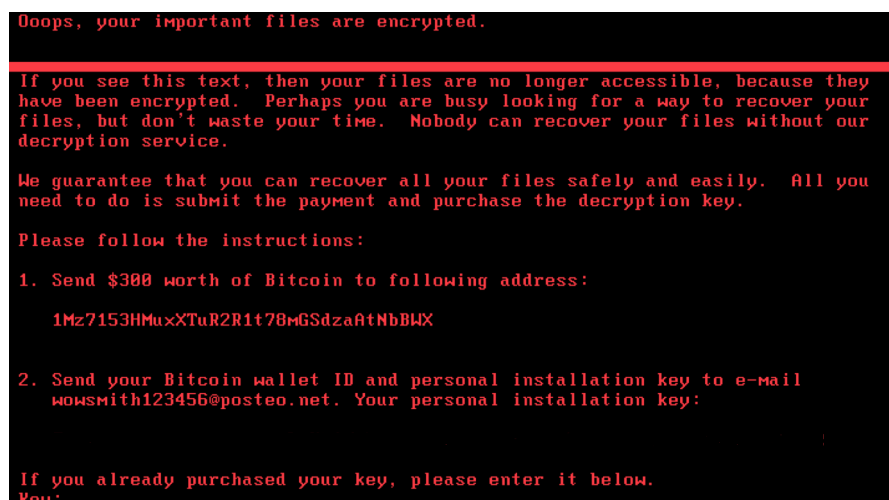 Ooops, your important files are encrypted.
If you see this text, then your files are no longer accessible, because they
have been encrypted.  Perhaps you are busy looking for a way to recover your
files, but don't waste your time.  Nobody can recover your files without our
decryption service.
We guarantee that you can recover all your files safely and easily.  All you
need to do is submit the payment and purchase the decryption key.
Please follow the instructions:
1. Send $300 worth of Bitcoin to following address:
1Mz7153HMuxXTuR2R1t78mGSdzaAtNbBWX
2. Send your Bitcoin wallet ID and personal installation key to e-mail
wowsmith123456@posteo.net. Your personal installation key:
If you already purchased your key, please enter it below.
Key: